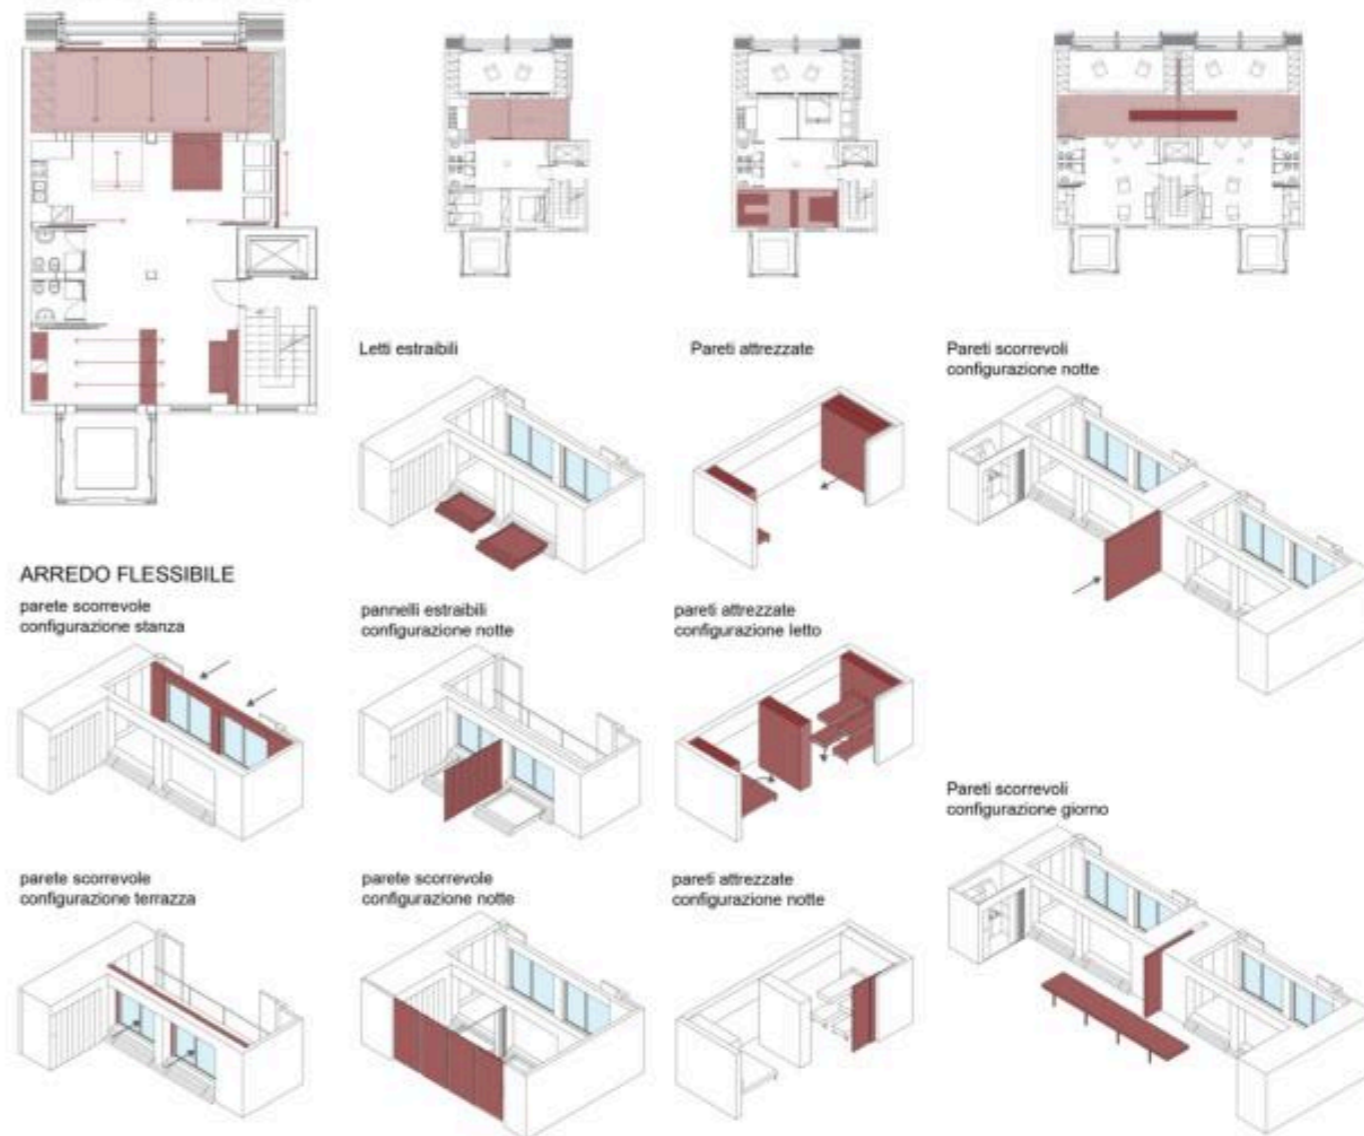 Letti estraibili
Pareti attrezzate
Pareti scorrevoli
configurazione notte
ARREDO FLESSIBILE
parete scorrevole
configurazione stanza
pannelli estraibili
configurazione notte
pareti attrezzate
configurazione letto
Pareti scorrevoli
configurazione giorno
parete scorrevole
configurazione terrazza
parete scorrevole
configurazione notte
pareti attrezzate
configurazione notte